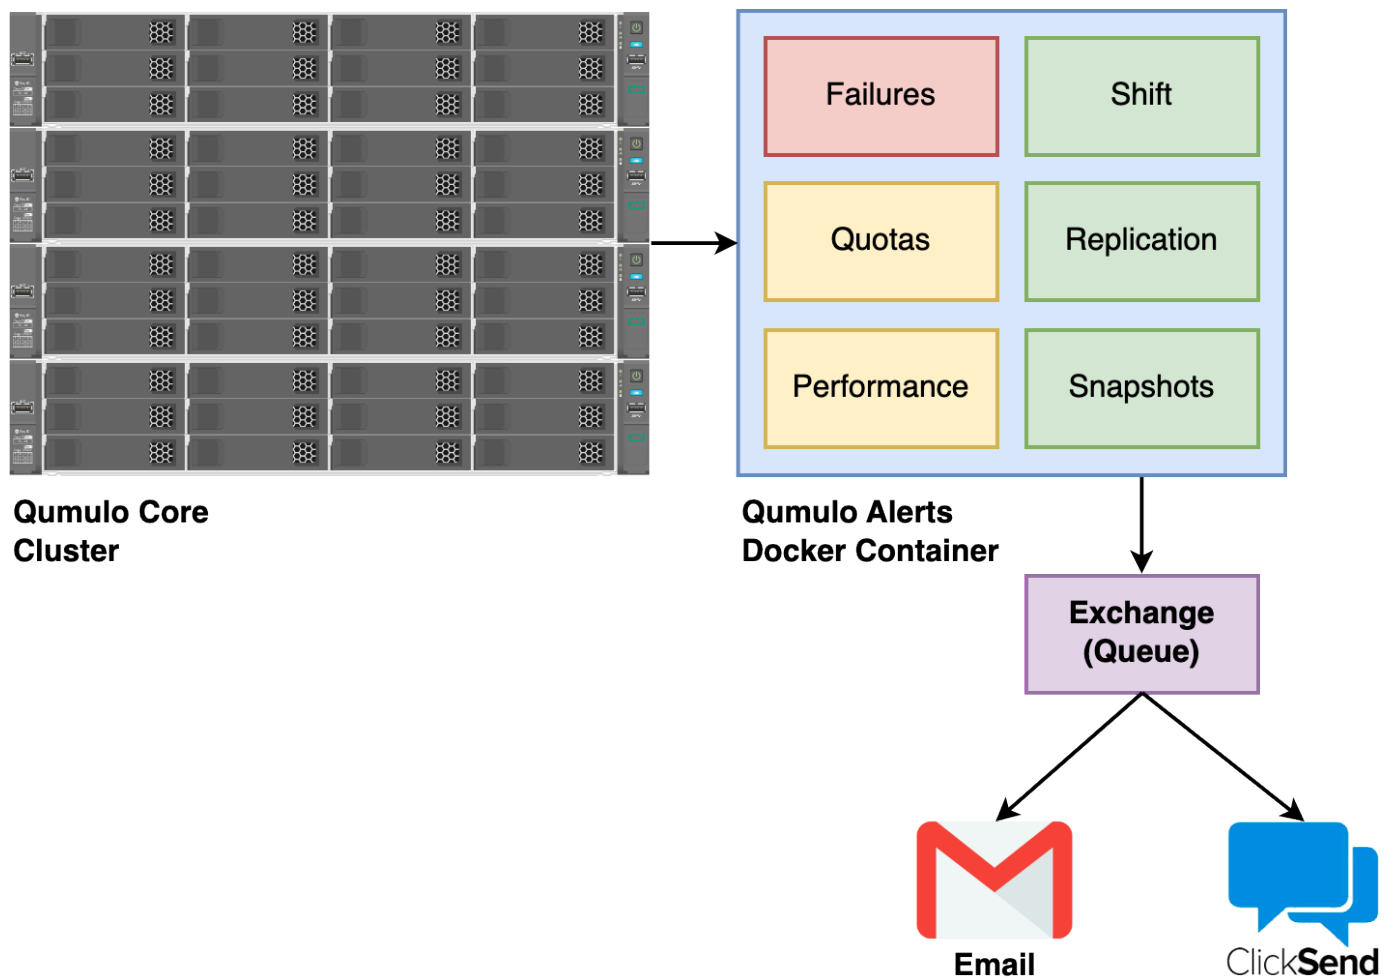 Failures
Shift
Quotas
Replication
Performance
Snapshots
Qumulo Core
Cluster
Qumulo Alerts
Docker Container
Exchange
(Queue)
Email
ClickSend